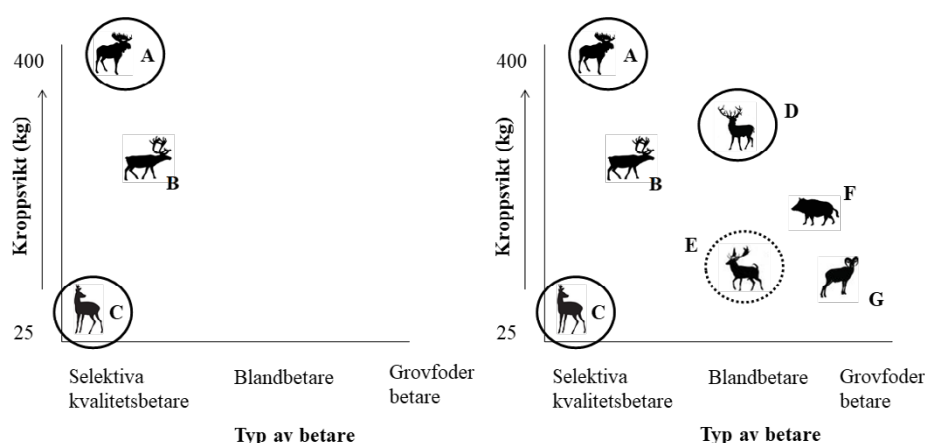 400
A
B
C
25
Kroppsvikt (kg)
Selektiva
kvalitetsbetare
Blandbetare
Grovfoder
betare
Typ av betare
400
A
D
B
F
E
G
C
25
Kroppsvikt (kg)
Selektiva
kvalitetsbetare
Blandbetare
Grovfoder
betare
Typ av betare